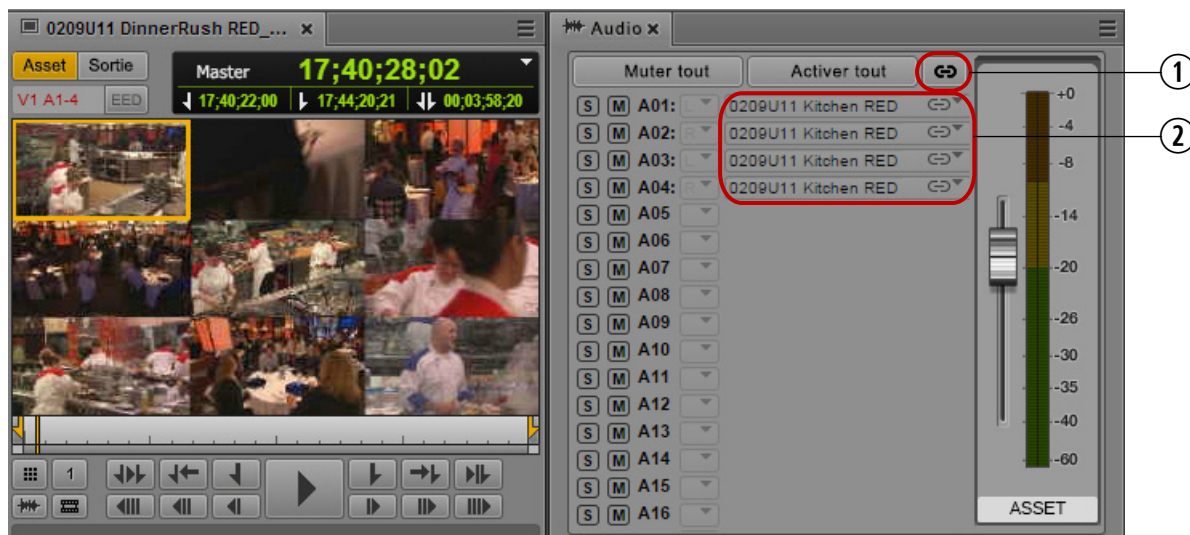 0209U11 DinnerRush RED_...
Asset Sortie
Master 17;40;28;02
V1 A1-4 EED
17;40;22;00 17;44;20;21 00;03;58;20
1
Audio
Muter tout Activer tout
1
S M A01: L 0209U11 Kitchen RED
S M A02: R 0209U11 Kitchen RED
2
S M A03: L 0209U11 Kitchen RED
S M A04: R 0209U11 Kitchen RED
S M A05
S M A06
S M A07
S M A08
S M A09
S M A10
S M A11
S M A12
S M A13
S M A14
S M A15
S M A16
+0
-4
-8
-14
-20
-26
-30
-35
-40
-60
ASSET